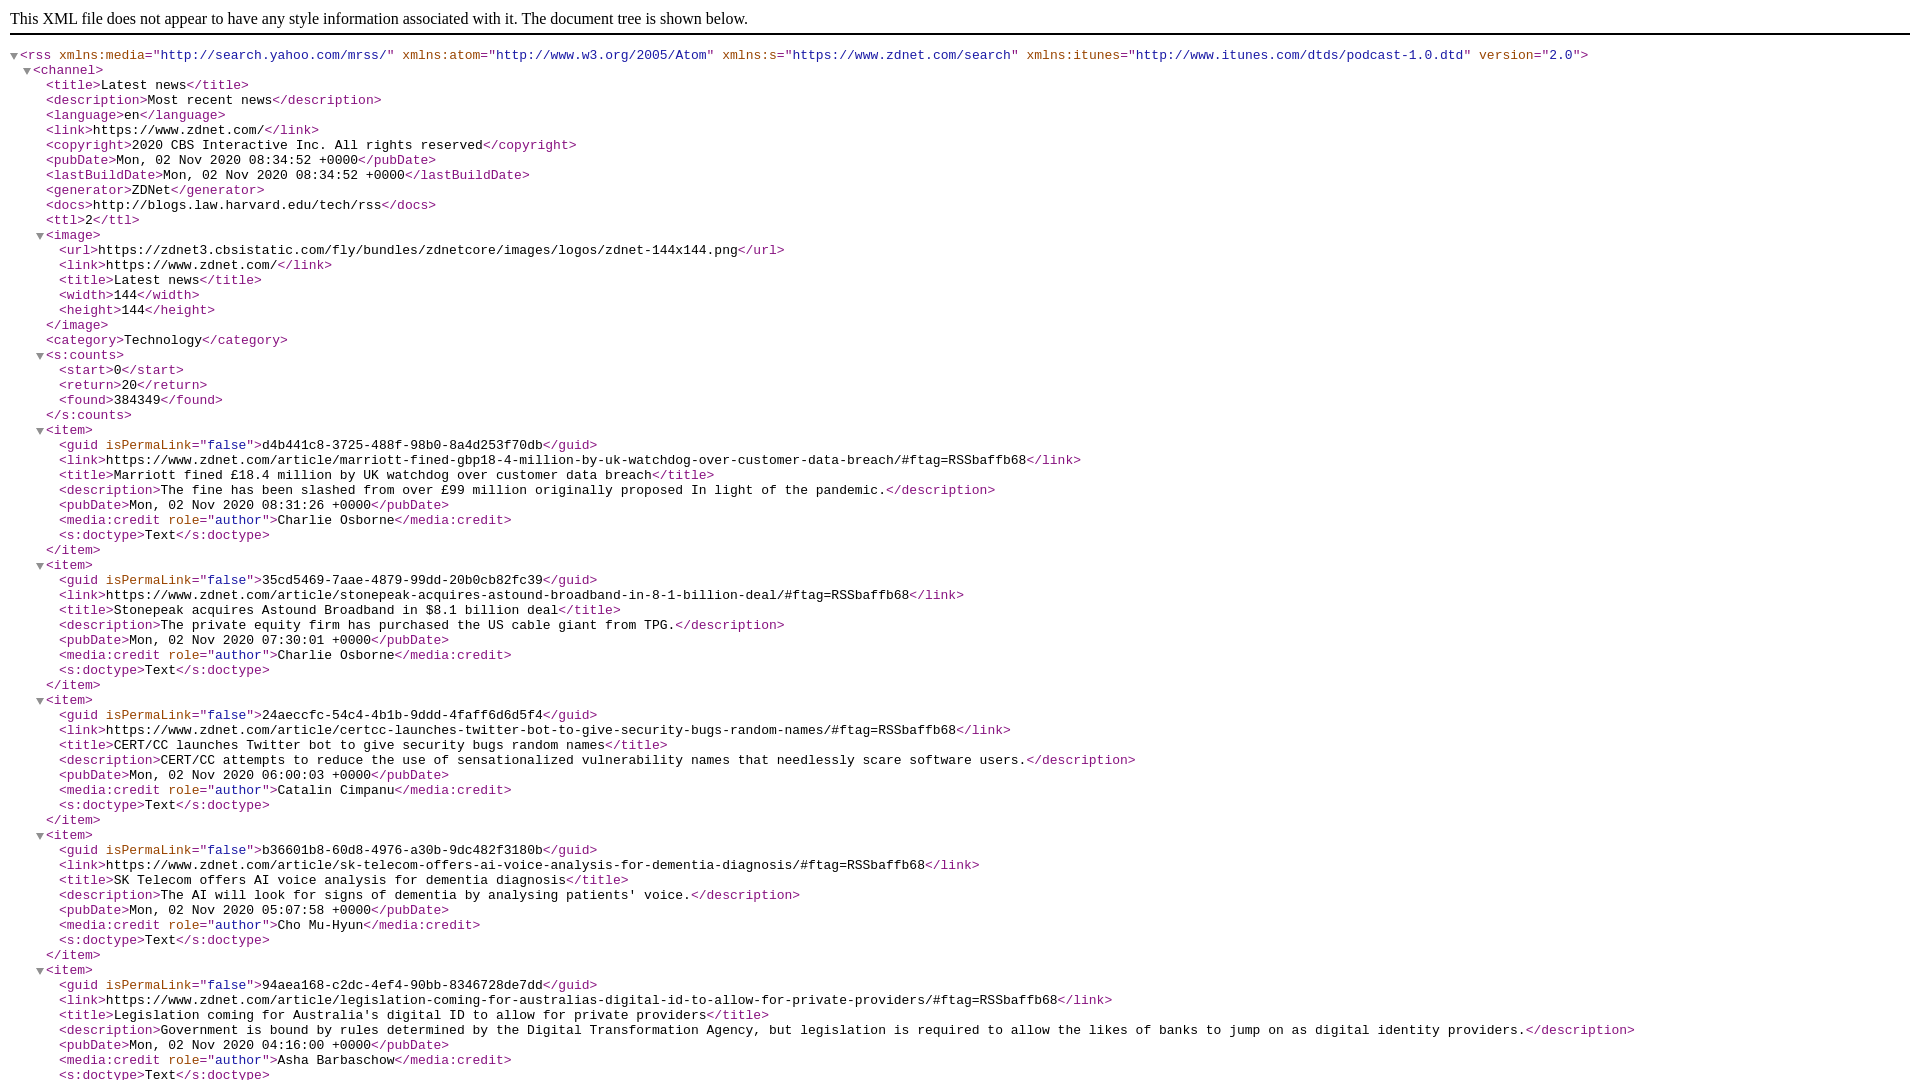 This XML file does not appear to have any style information associated with it. The document tree is shown below.
<rss xmlns:media="http://search.yahoo.com/mrss/" xmlns:atom="http://www.w3.org/2005/Atom" xmlns:s="https://www.zdnet.com/search" xmlns:itunes="http://www.itunes.com/dtds/podcast-1.0.dtd" version="2.0">
<channel>
<title>Latest news</title>
<description>Most recent news</description>
<language>en</language>
<link>https://www.zdnet.com/</link>
<copyright>2020 CBS Interactive Inc. All rights reserved</copyright>
<pubDate>Mon, 02 Nov 2020 08:34:52 +0000</pubDate>
<lastBuildDate>Mon, 02 Nov 2020 08:34:52 +0000</lastBuildDate>
<generator>ZDNet</generator>
<docs>http://blogs.law.harvard.edu/tech/rss</docs>
<ttl>2</ttl>
<image>
<url>https://zdnet3.cbsistatic.com/fly/bundles/zdnetcore/images/logos/zdnet-144x144.png</url>
<link>https://www.zdnet.com/</link>
<title>Latest news</title>
<width>144</width>
<height>144</height>
</image>
<category>Technology</category>
<s:counts>
<start>0</start>
<return>20</return>
<found>384349</found>
</s:counts>
<item>
<guid isPermaLink="false">d4b441c8-3725-488f-98b0-8a4d253f70db</guid>
<link>https://www.zdnet.com/article/marriott-fined-gbp18-4-million-by-uk-watchdog-over-customer-data-breach/#ftag=RSSbaffb68</link>
<title>Marriott fined £18.4 million by UK watchdog over customer data breach</title>
<description>The fine has been slashed from over £99 million originally proposed In light of the pandemic.</description>
<pubDate>Mon, 02 Nov 2020 08:31:26 +0000</pubDate>
<media:credit role="author">Charlie Osborne</media:credit>
<s:doctype>Text</s:doctype>
</item>
<item>
<guid isPermaLink="false">35cd5469-7aae-4879-99dd-20b0cb82fc39</guid>
<link>https://www.zdnet.com/article/stonepeak-acquires-astound-broadband-in-8-1-billion-deal/#ftag=RSSbaffb68</link>
<title>Stonepeak acquires Astound Broadband in $8.1 billion deal</title>
<description>The private equity firm has purchased the US cable giant from TPG.</description>
<pubDate>Mon, 02 Nov 2020 07:30:01 +0000</pubDate>
<media:credit role="author">Charlie Osborne</media:credit>
<s:doctype>Text</s:doctype>
</item>
<item>
<guid isPermaLink="false">24aeccfc-54c4-4b1b-9ddd-4faff6d6d5f4</guid>
<link>https://www.zdnet.com/article/certcc-launches-twitter-bot-to-give-security-bugs-random-names/#ftag=RSSbaffb68</link>
<title>CERT/CC launches Twitter bot to give security bugs random names</title>
<description>CERT/CC attempts to reduce the use of sensationalized vulnerability names that needlessly scare software users.</description>
<pubDate>Mon, 02 Nov 2020 06:00:03 +0000</pubDate>
<media:credit role="author">Catalin Cimpanu</media:credit>
<s:doctype>Text</s:doctype>
</item>
<item>
<guid isPermaLink="false">b36601b8-60d8-4976-a30b-9dc482f3180b</guid>
<link>https://www.zdnet.com/article/sk-telecom-offers-ai-voice-analysis-for-dementia-diagnosis/#ftag=RSSbaffb68</link>
<title>SK Telecom offers AI voice analysis for dementia diagnosis</title>
<description>The AI will look for signs of dementia by analysing patients' voice.</description>
<pubDate>Mon, 02 Nov 2020 05:07:58 +0000</pubDate>
<media:credit role="author">Cho Mu-Hyun</media:credit>
<s:doctype>Text</s:doctype>
</item>
<item>
<guid isPermaLink="false">94aea168-c2dc-4ef4-90bb-8346728de7dd</guid>
<link>https://www.zdnet.com/article/legislation-coming-for-australias-digital-id-to-allow-for-private-providers/#ftag=RSSbaffb68</link>
<title>Legislation coming for Australia's digital ID to allow for private providers</title>
<description>Government is bound by rules determined by the Digital Transformation Agency, but legislation is required to allow the likes of banks to jump on as digital identity providers.</description>
<pubDate>Mon, 02 Nov 2020 04:16:00 +0000</pubDate>
<media:credit role="author">Asha Barbaschow</media:credit>
<s:doctype>Text</s:doctype>